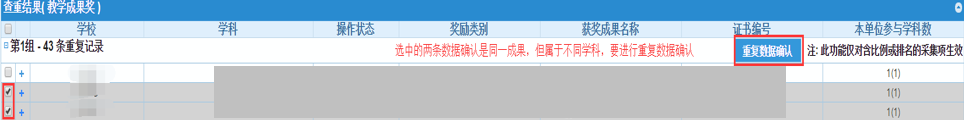 查重结果( 教学成果奖 )
学校 学科 操作状态 奖励类别 获奖成果名称 证书编号 本单位参与学科数
第1组 - 43 条重复记录 选中的两条数据确认是同一成果，但属于不同学科，要进行重复数据确认 重复数据确认 注: 此功能仅对合比例或排名的采集项生效
+ 1(1)
+ 1(1)
+ 1(1)